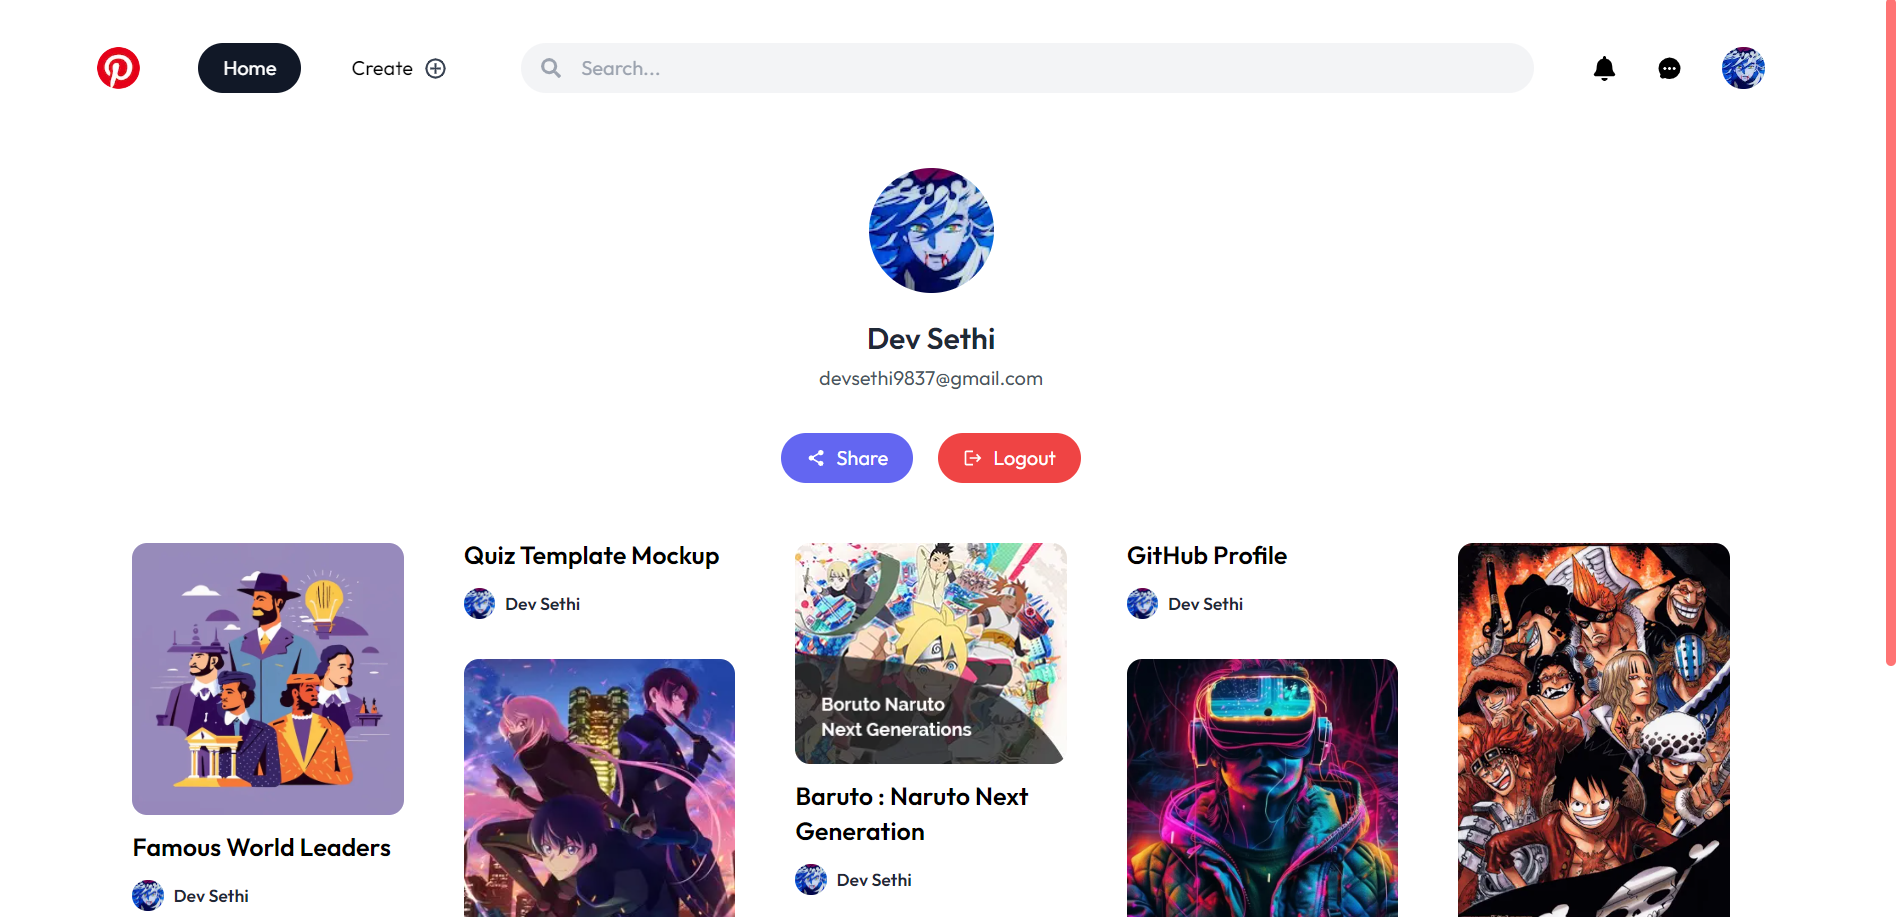 Home
Create
Search...
Dev Sethi
devsethi9837@gmail.com
Share
Logout
Famous World Leaders
Dev Sethi
Quiz Template Mockup
Dev Sethi
Boruto Naruto
Next Generations
Baruto : Naruto Next
Generation
Dev Sethi
GitHub Profile
Dev Sethi